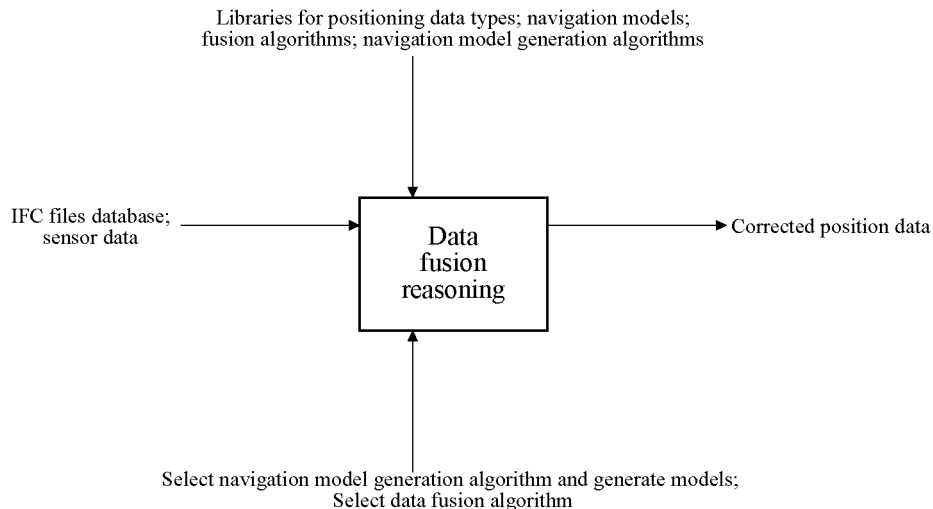 Libraries for positioning data types; navigation models;
fusion algorithms; navigation model generation algorithms
IFC files database;
sensor data
Data
fusion
reasoning
Corrected position data
Select navigation model generation algorithm and generate models;
Select data fusion algorithm